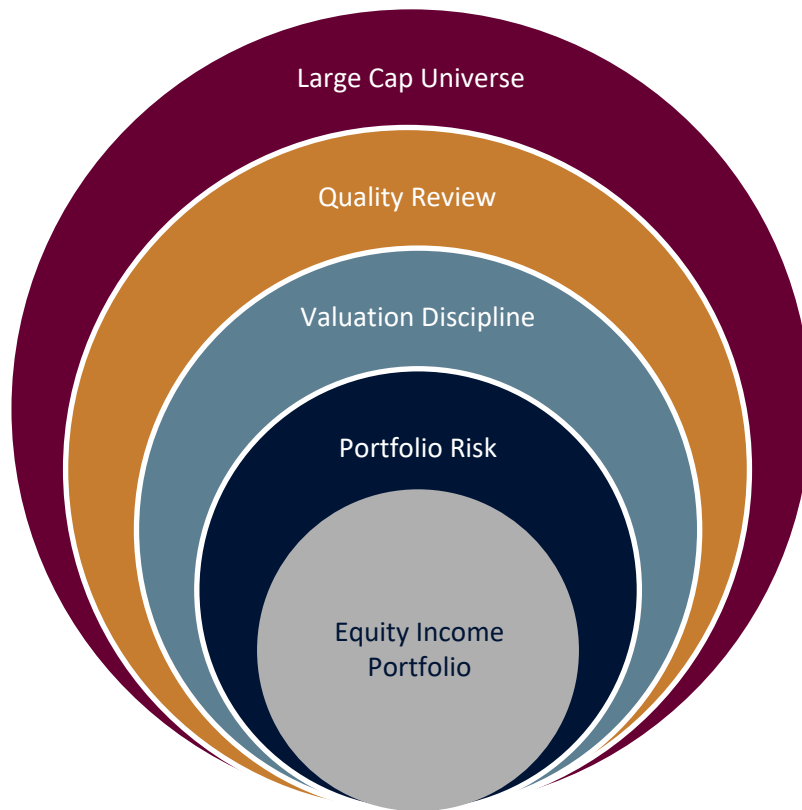 Large Cap Universe
Quality Review
Valuation Discipline
Portfolio Risk
Equity Income
Portfolio